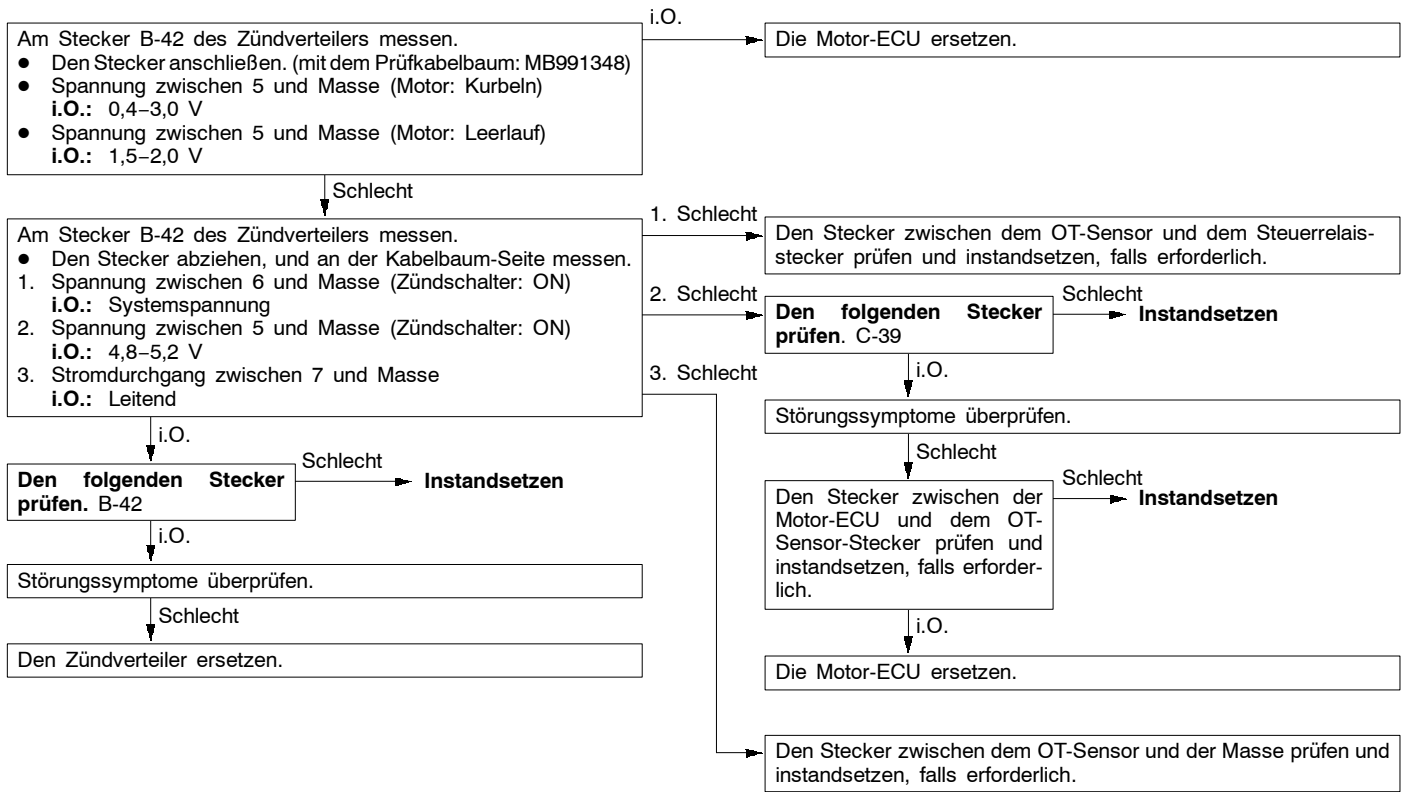 Am Stecker B-42 des Zündverteilers messen.
● Den Stecker anschließen. (mit dem Prüfkabelbaum: MB991348)
● Spannung zwischen 5 und Masse (Motor: Kurbeln)
i.O.: 0,4–3,0 V
● Spannung zwischen 5 und Masse (Motor: Leerlauf)
i.O.: 1,5–2,0 V
i.O.
Die Motor-ECU ersetzen.
Schlecht
Am Stecker B-42 des Zündverteilers messen.
● Den Stecker abziehen, und an der Kabelbaum-Seite messen.
1. Spannung zwischen 6 und Masse (Zündschalter: ON)
i.O.: Systemspannung
2. Spannung zwischen 5 und Masse (Zündschalter: ON)
i.O.: 4,8–5,2 V
3. Stromdurchgang zwischen 7 und Masse
i.O.: Leitend
1. Schlecht
Den Stecker zwischen dem OT-Sensor und dem Steuerrelais-
stecker prüfen und instandsetzen, falls erforderlich.
2. Schlecht
Den folgenden Stecker
prüfen. C-39
Schlecht
Instandsetzen
i.O.
Störungssymptome überprüfen.
Schlecht
Den Stecker zwischen der
Motor-ECU und dem OT-
Sensor-Stecker prüfen und
instandsetzen, falls erforder-
lich.
Schlecht
Instandsetzen
i.O.
Die Motor-ECU ersetzen.
3. Schlecht
Den Stecker zwischen dem OT-Sensor und der Masse prüfen und
instandsetzen, falls erforderlich.
i.O.
Den folgenden Stecker
prüfen. B-42
Schlecht
Instandsetzen
i.O.
Störungssymptome überprüfen.
Schlecht
Den Zündverteiler ersetzen.